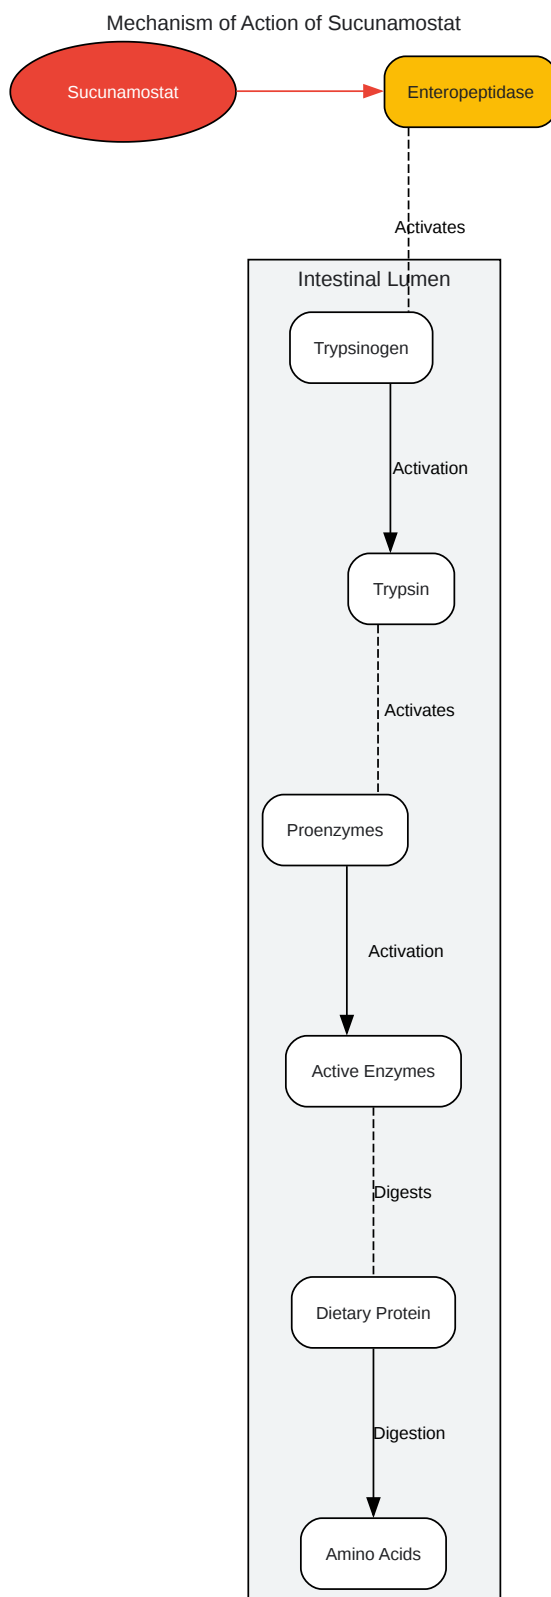 Mechanism of Action of Sucunamostat
Sucunamostat
Enteropeptidase
Activates
Intestinal Lumen
Trypsinogen
Activation
Trypsin
Activates
Proenzymes
Activation
Active Enzymes
Digests
Dietary Protein
Digestion
Amino Acids